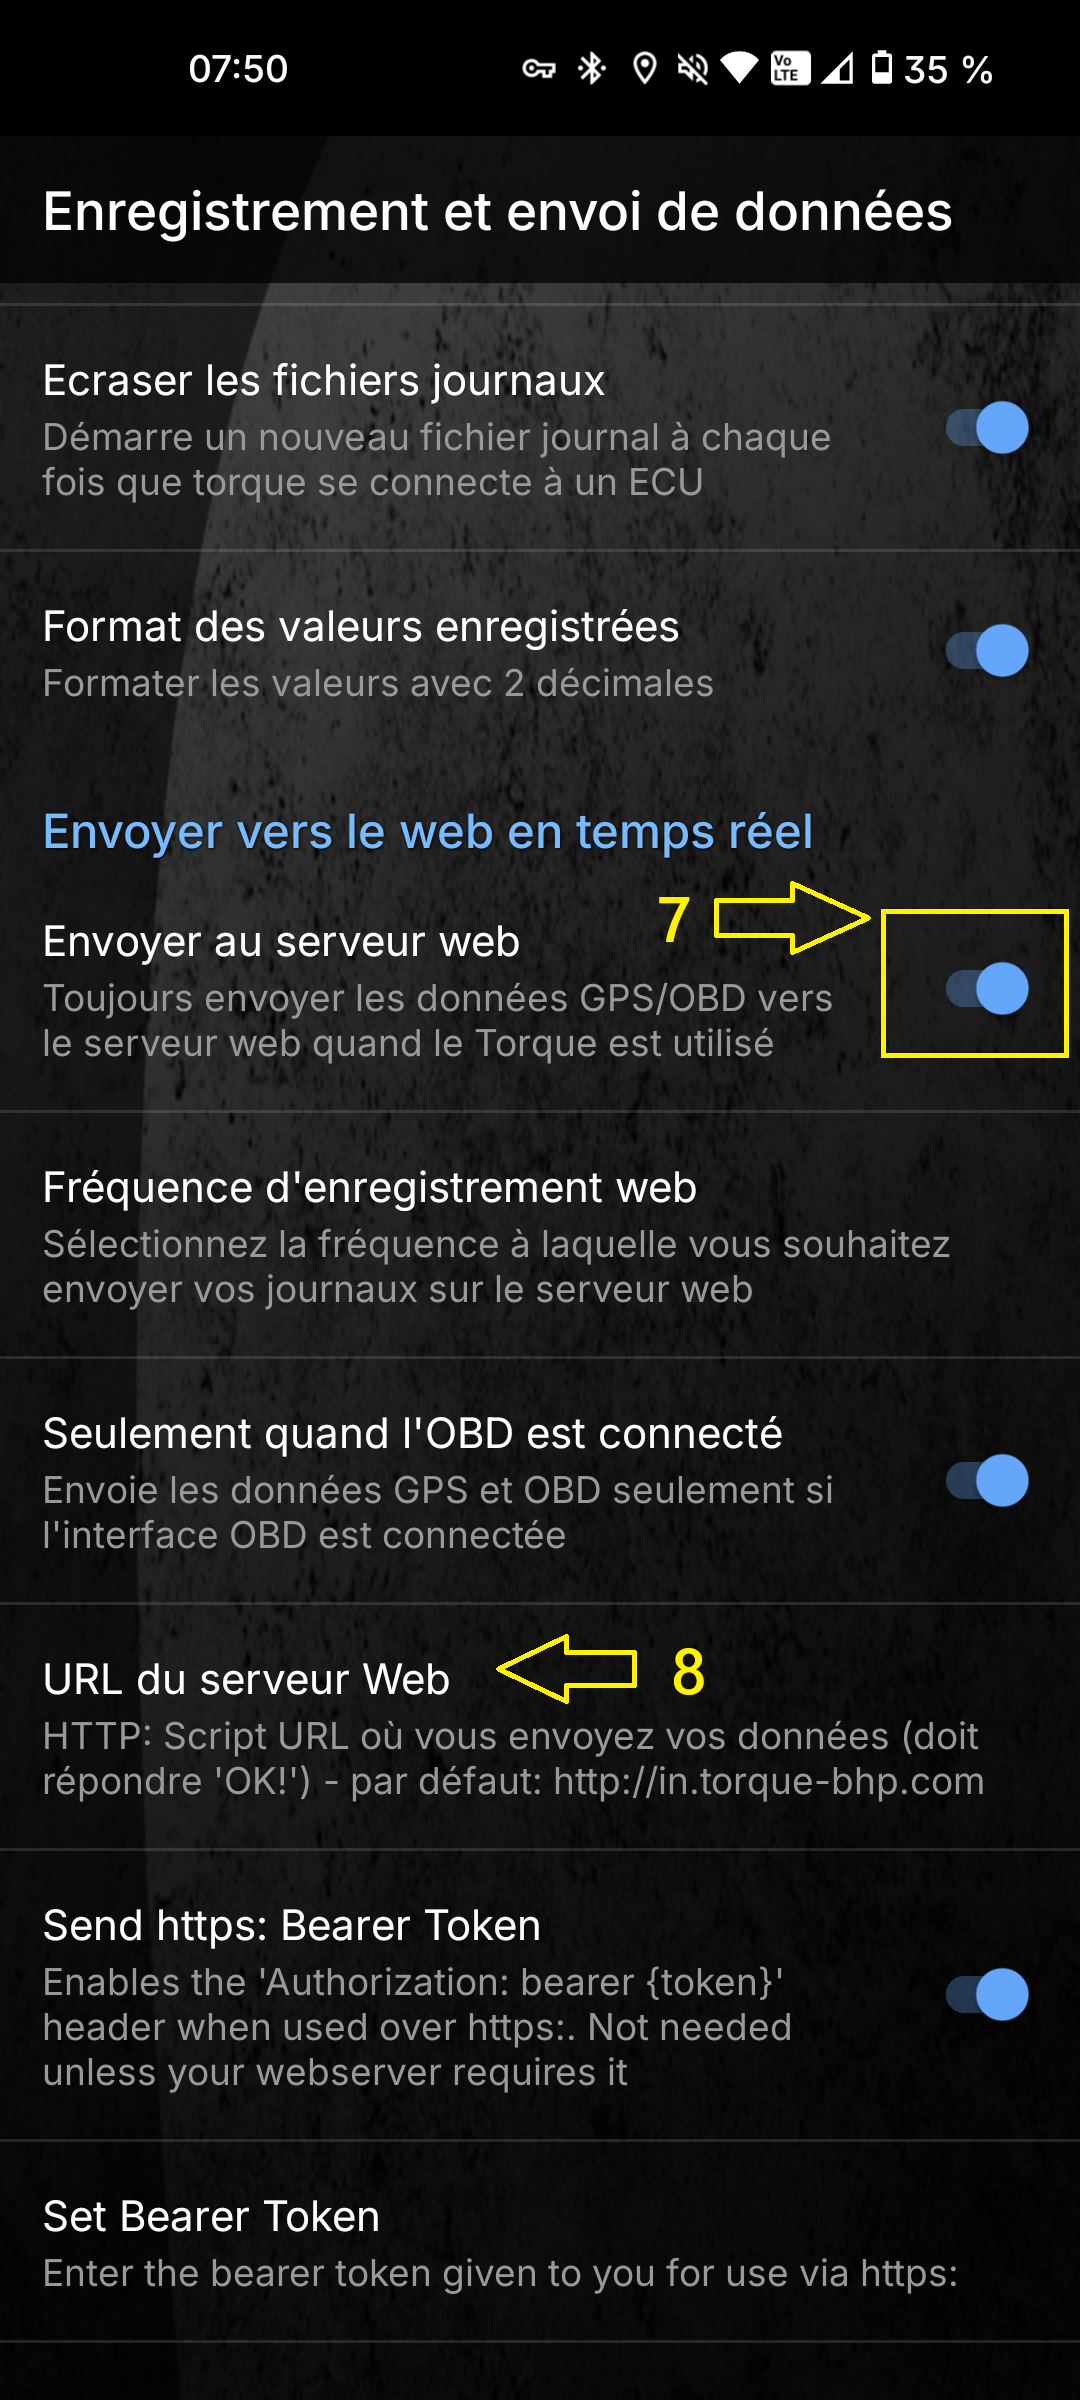 07:50
Vo LTE
35 %
Enregistrement et envoi de données
Ecraser les fichiers journaux
Démarre un nouveau fichier journal à chaque
fois que torque se connecte à un ECU
Format des valeurs enregistrées
Formater les valeurs avec 2 décimales
Envoyer vers le web en temps réel
7
Envoyer au serveur web
Toujours envoyer les données GPS/OBD vers
le serveur web quand le Torque est utilisé
Fréquence d'enregistrement web
Sélectionnez la fréquence à laquelle vous souhaitez
envoyer vos journaux sur le serveur web
Seulement quand l'OBD est connecté
Envoie les données GPS et OBD seulement si
l'interface OBD est connectée
URL du serveur Web
8
HTTP: Script URL où vous envoyez vos données (doit
répondre 'OK!') - par défaut: http://in.torque-bhp.com
Send https: Bearer Token
Enables the 'Authorization: bearer {token}'
header when used over https:. Not needed
unless your webserver requires it
Set Bearer Token
Enter the bearer token given to you for use via https: